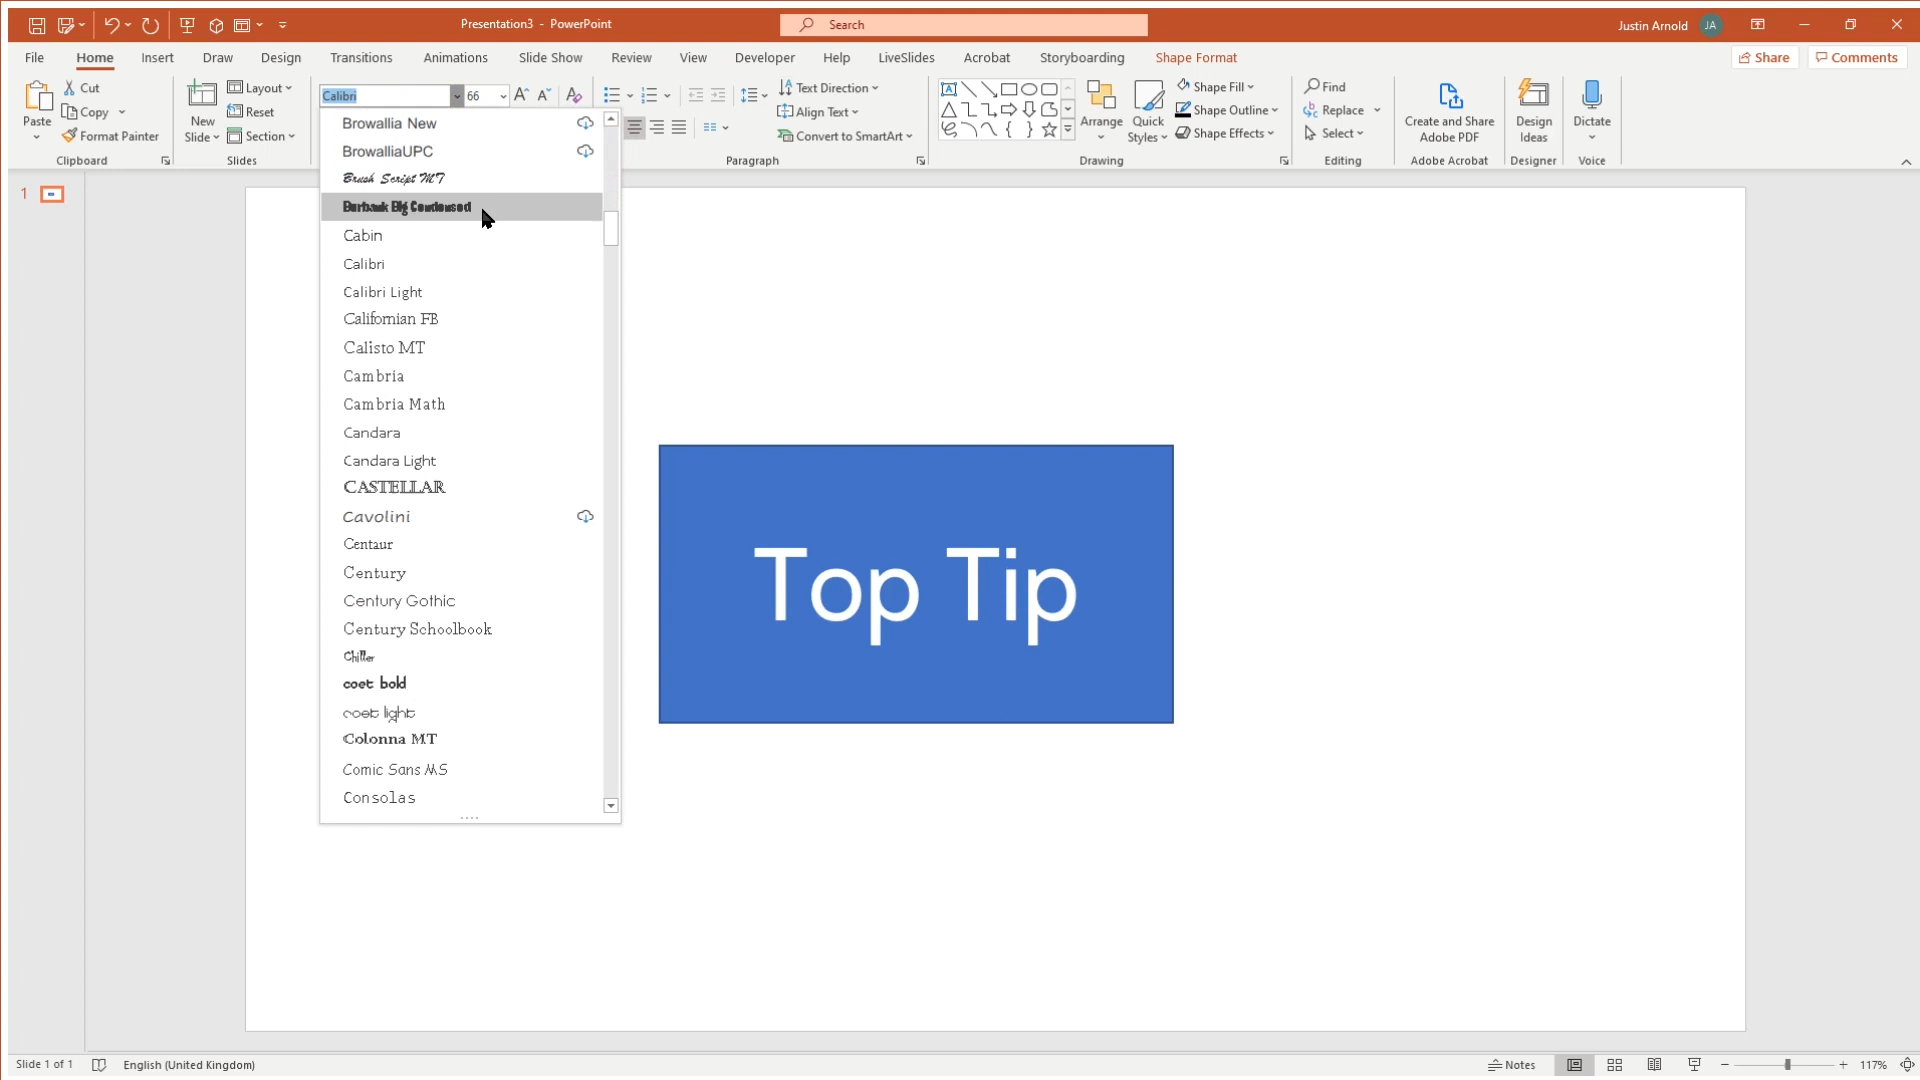 Presentation3 - PowerPoint
Search
Justin Arnold
JA
File
Home
Insert
Draw
Design
Transitions
Animations
Slide Show
Review
View
Developer
Help
LiveSlides
Acrobat
Storyboarding
Shape Format
Share
Comments
Paste
Cut
Copy
Format Painter
Clipboard
New
Slide
Layout
Reset
Section
Slides
Calibri
66
Text Direction
Align Text
Convert to SmartArt
Paragraph
Arrange
Quick
Styles
Shape Fill
Shape Outline
Shape Effects
Drawing
Find
Replace
Select
Editing
Create and Share
Adobe PDF
Adobe Acrobat
Design
Ideas
Designer
Dictate
Voice
1
Browallia New
BrowalliaUPC
Brush Script MT
Burbank Big Condensed
Cabin
Calibri
Calibri Light
Californian FB
Calisto MT
Cambria
Cambria Math
Candara
Candara Light
CASTELLAR
Cavolini
Centaur
Century
Century Gothic
Century Schoolbook
Chiller
coet bold
coet light
Colonna MT
Comic Sans MS
Consolas
Top Tip
Slide 1 of 1
English (United Kingdom)
Notes
117%